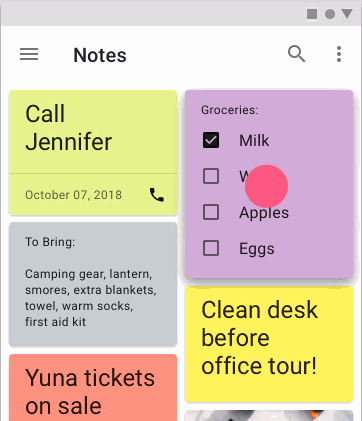 Notes
Call
Jennifer
October 07, 2018
To Bring:
Camping gear, lantern,
smores, extra blankets,
towel, warm socks,
first aid kit
Yuna tickets
on sale
Groceries:
Milk
Apples
Eggs
Clean desk
before
office tour!